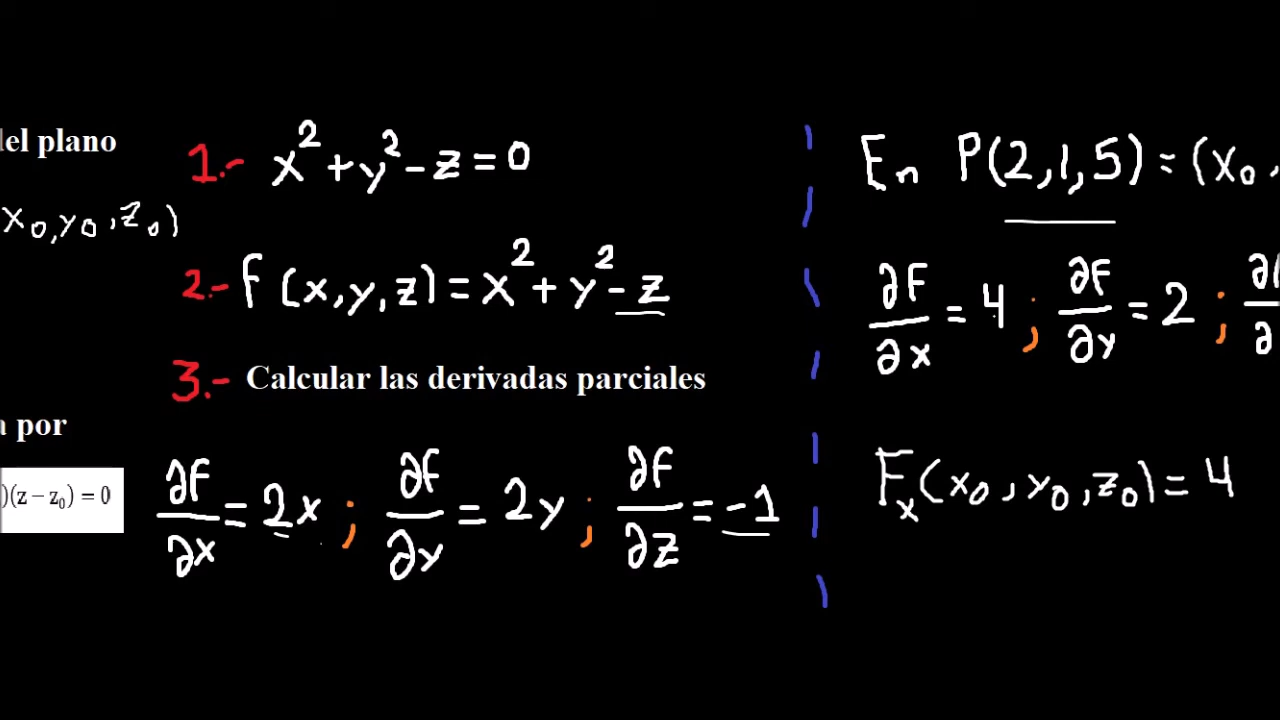 del plano
x₀,y₀,z₀)
a por
)(z – z₀) = 0
1.- x² + y² - z = 0
2.- F(x,y,z) = x² + y² - z
3.- Calcular las derivadas parciales
∂F/∂x = 2x ; ∂F/∂y = 2y ; ∂F/∂z = -1
En P(2,1,5) = (x₀,
∂F/∂x = 4 ; ∂F/∂y = 2 ;
Fₓ(x₀,y₀,z₀) = 4